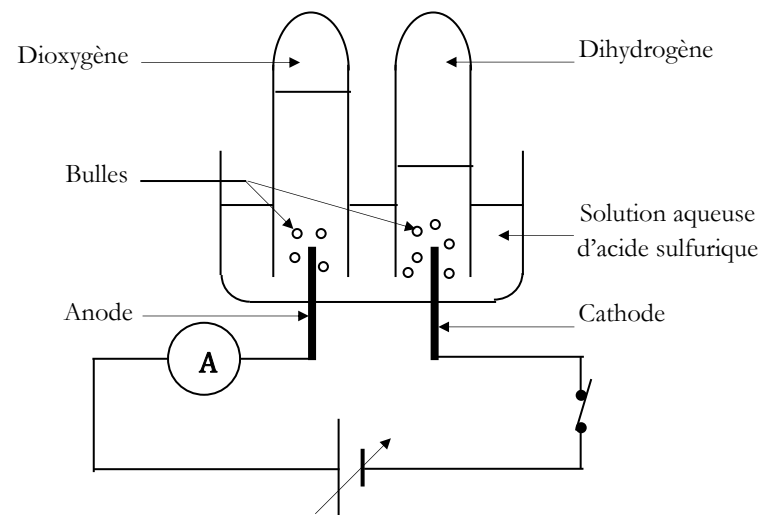 Dioxygène
Dihydrogène
Bulles
Solution aqueuse
d'acide sulfurique
Anode
Cathode
A